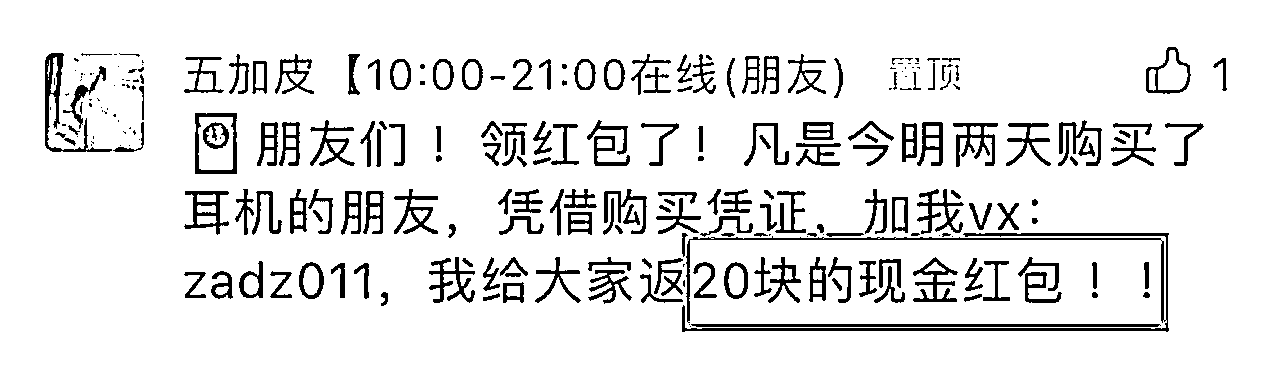 五加皮【10:00-21:00在线(朋友) 置顶 1
朋友们！领红包了！凡是今明两天购买了
耳机的朋友，凭借购买凭证，加我vx：
zadz011，我给大家返20块的现金红包！！